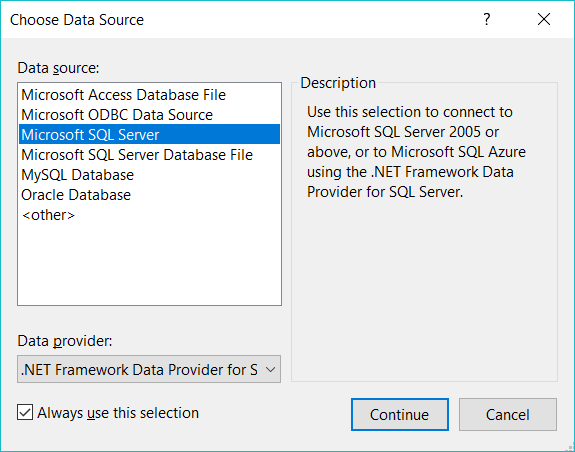 Choose Data Source
?
Data source:
Microsoft Access Database File
Microsoft ODBC Data Source
Microsoft SQL Server
Microsoft SQL Server Database File
MySQL Database
Oracle Database
<other>
Description
Use this selection to connect to
Microsoft SQL Server 2005 or
above, or to Microsoft SQL Azure
using the .NET Framework Data
Provider for SQL Server.
Data provider:
.NET Framework Data Provider for S
Always use this selection
Continue
Cancel